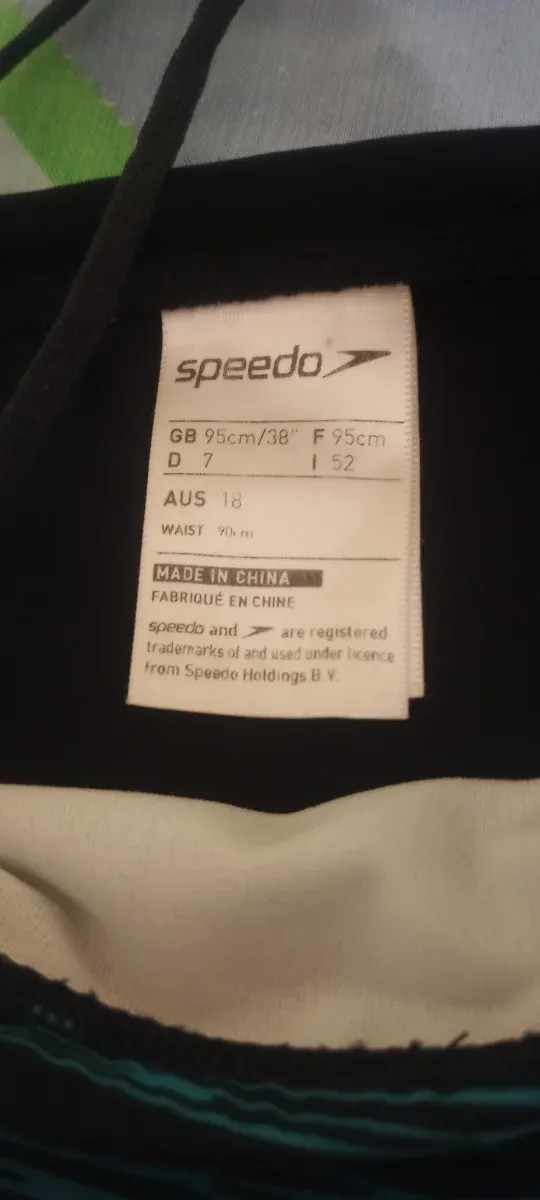 speedo
GB 95cm/38" F 95cm
D 7 I 52
AUS 18
WAIST 90cm
MADE IN CHINA
FABRIQUÉ EN CHINE
speedo and are registered
trademarks of and used under licence
from Speedo Holdings B.V.